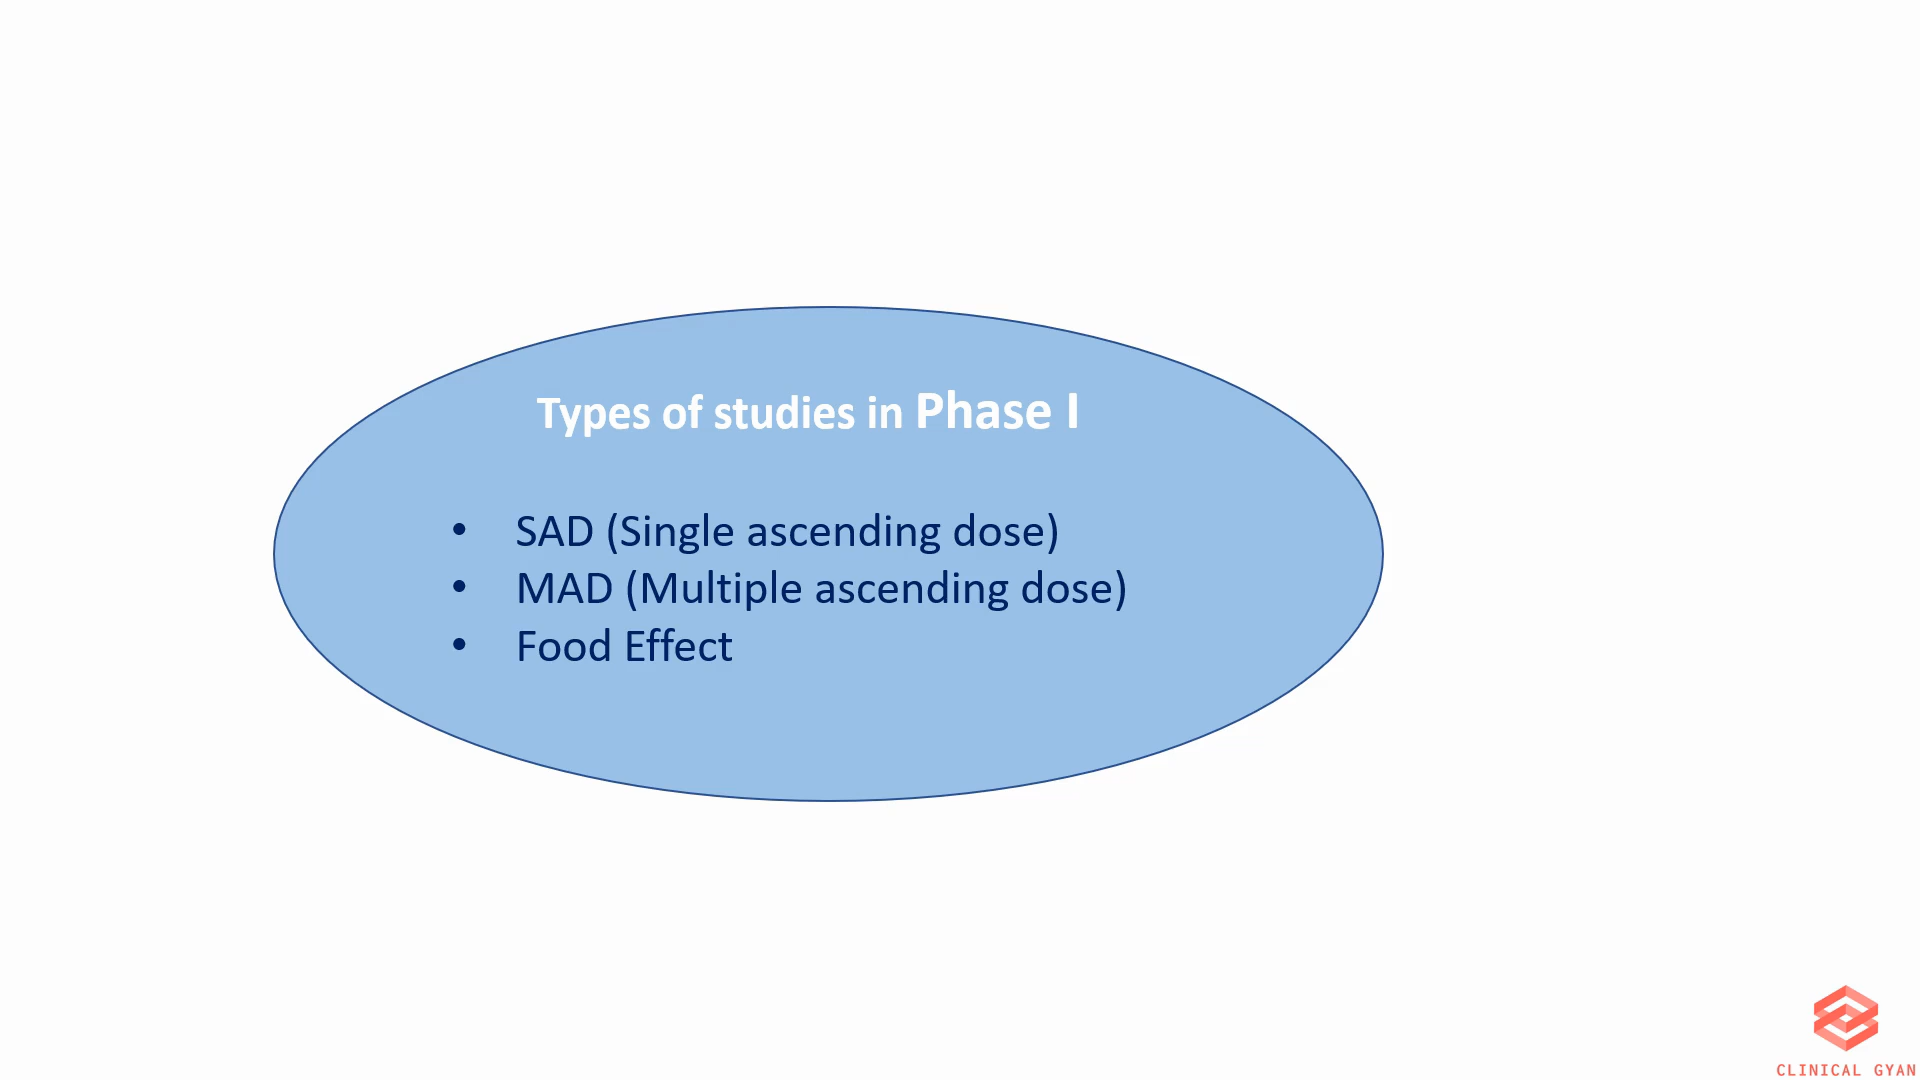 Types of studies in Phase I
• SAD (Single ascending dose)
• MAD (Multiple ascending dose)
• Food Effect
CLINICAL GYAN